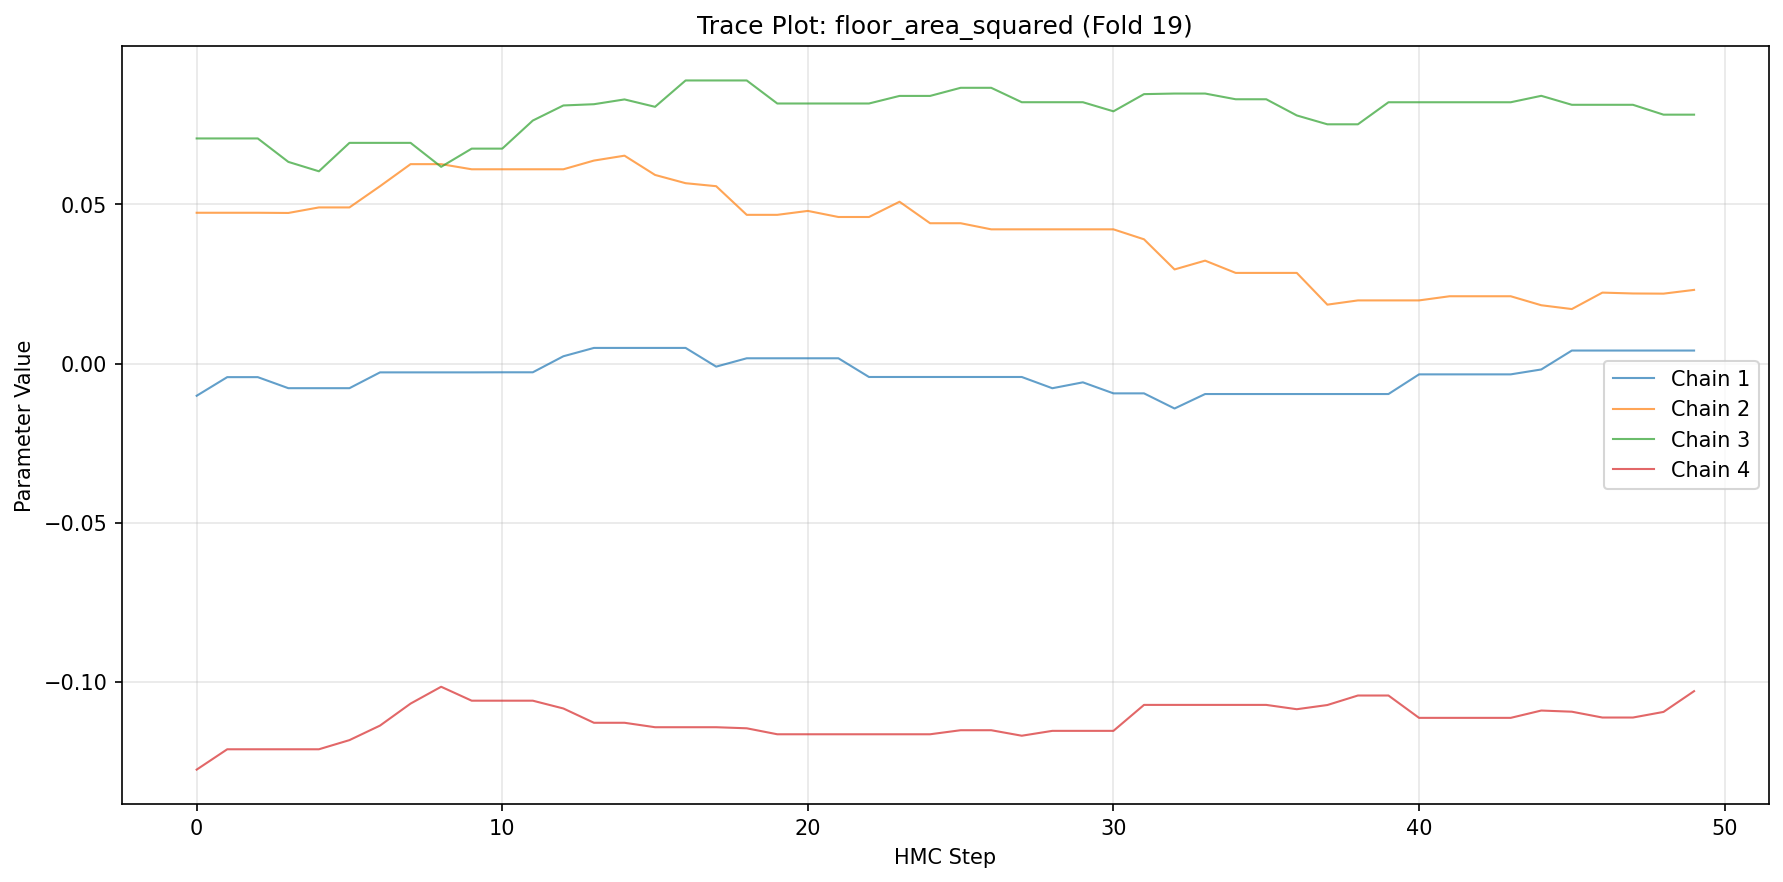 Trace Plot: floor_area_squared (Fold 19)
Parameter Value
0.05
0.00
−0.05
−0.10
Chain 1
Chain 2
Chain 3
Chain 4
0 10 20 30 40 50
HMC Step